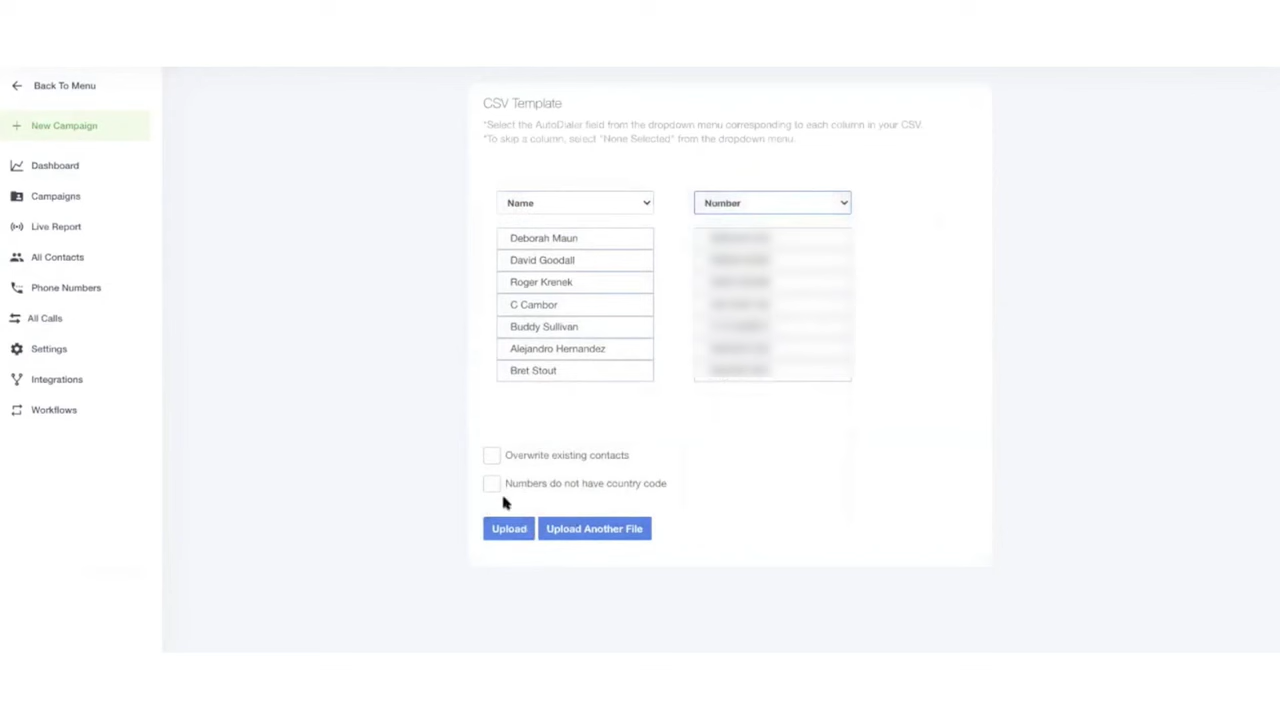 Back To Menu
New Campaign
Dashboard
Campaigns
Live Report
All Contacts
Phone Numbers
All Calls
Settings
Integrations
Workflows
CSV Template
*Select the AutoDialer field from the dropdown menu corresponding to each column in your CSV.
*To skip a column, select "None Selected" from the dropdown menu.
Name
Number
Deborah Maun
David Goodall
Roger Krenek
C Cambor
Buddy Sullivan
Alejandro Hernandez
Bret Stout
Overwrite existing contacts
Numbers do not have country code
Upload
Upload Another File